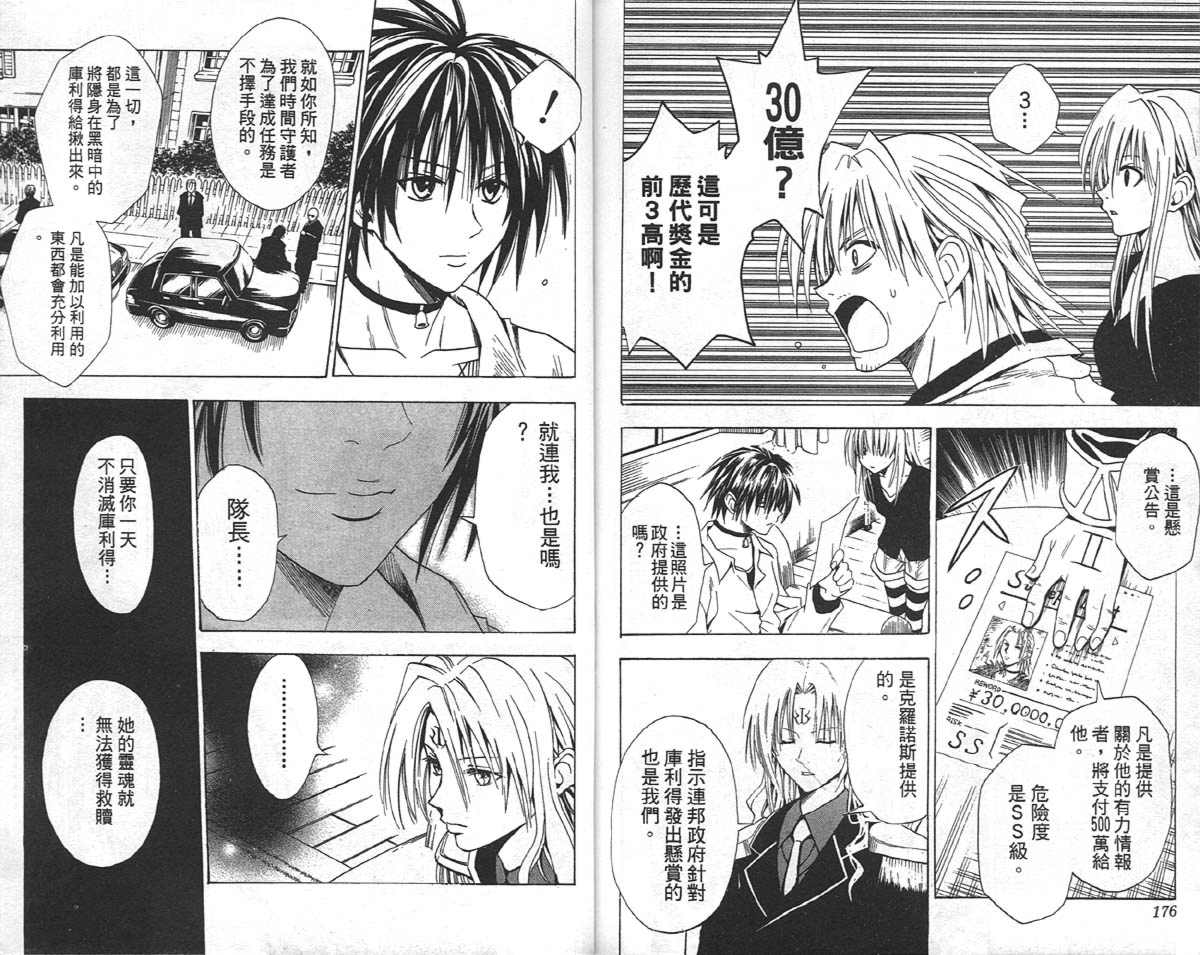 3…
30億？
這可是
歷代獎金的
前3高啊！
…這是懸
賞公告。
REWORD
¥30,0000,0
RISK
SS
凡是提供
關於他的有力情報
者，將支付500萬給
他。
危險度
是SS級。
…這照片是
政府提供的
嗎？
是克羅諾斯提供
的。
指示連邦政府針對
庫利得發出懸賞的
也是我們。
176
！
就如你所知，
我們時間守護者
為了達成任務是
不擇手段的。
這一切，
都是為了
將隱身在黑暗中的
庫利得給揪出來。
凡是能加以利用的
東西都會充分利用
。
就連我…也是嗎
？
隊長……
…………
只要你一天
不消滅庫利得…
她的靈魂就
無法獲得救贖
…